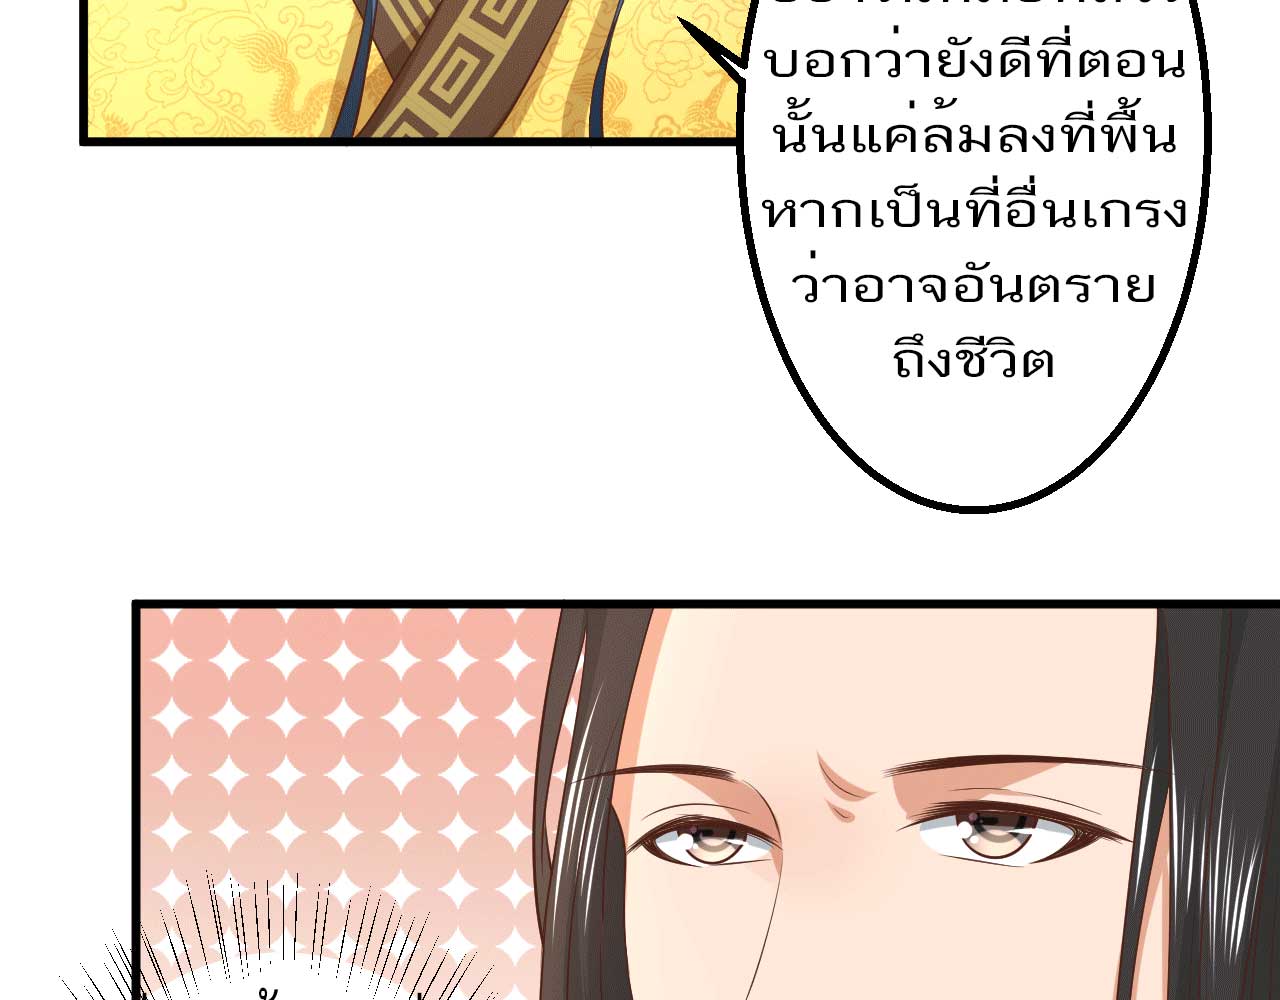 บอกว่ายังดีที่ตอน
นั้นแค่ล้มลงที่พื้น
หากเป็นที่อื่นเกรง
ว่าอาจอันตราย
ถึงชีวิต